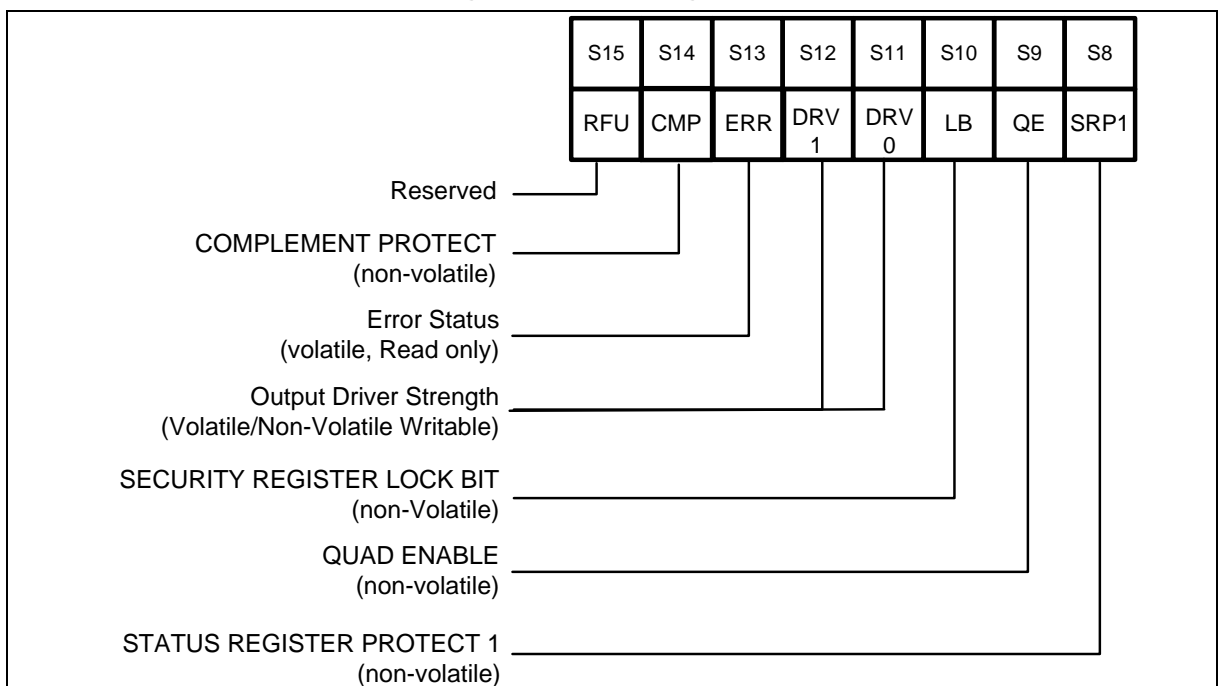 S15 S14 S13 S12 S11 S10 S9 S8
RFU CMP ERR DRV 1 DRV 0 LB QE SRP1
Reserved
COMPLEMENT PROTECT
(non-volatile)
Error Status
(volatile, Read only)
Output Driver Strength
(Volatile/Non-Volatile Writable)
SECURITY REGISTER LOCK BIT
(non-Volatile)
QUAD ENABLE
(non-volatile)
STATUS REGISTER PROTECT 1
(non-volatile)